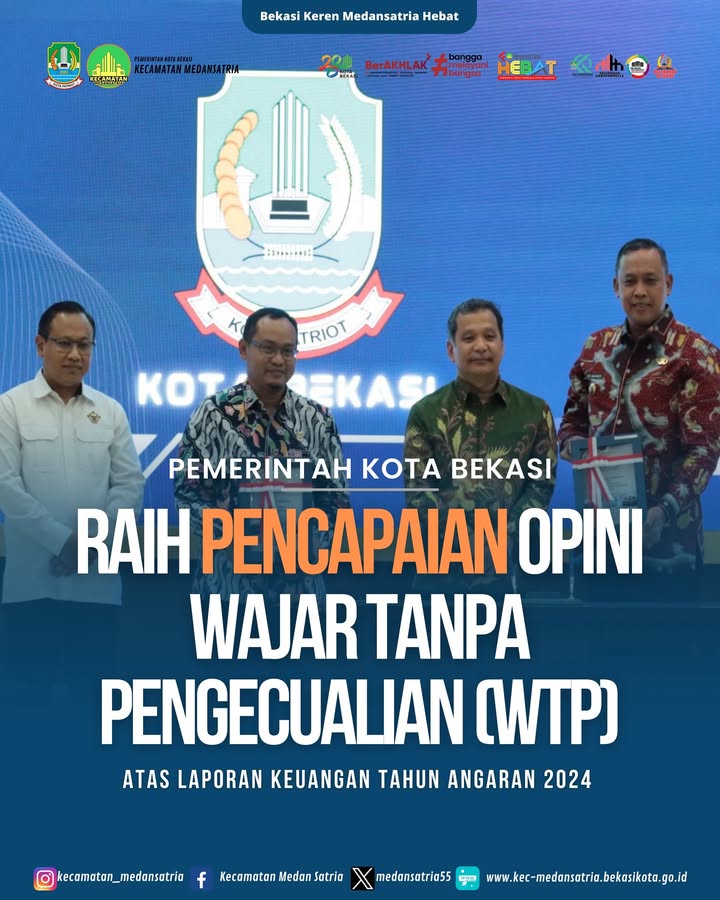 Bekasi Keren Medansatria Hebat
PEMERINTAH KOTA BEKASI
KECAMATAN MEDANSATRIA
KECAMATAN
BerAKHLAK
#bangga
melayani
bangsa
HEBAT
KOTA PATRIOT
KOTA BEKASI
PEMERINTAH KOTA BEKASI
RAIH PENCAPAIAN OPINI
WAJAR TANPA
PENGECUALIAN (WTP)
ATAS LAPORAN KEUANGAN TAHUN ANGARAN 2024
kecamatan_medansatria
Kecamatan Medan Satria
medansatria55
www.kec-medansatria.bekasikota.go.id